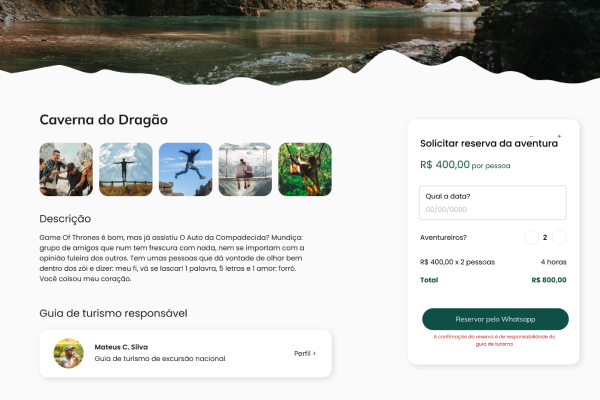 Caverna do Dragão
Descrição
Game Of Thrones é bom, mas já assistiu O Auto da Compadecida? Mundiça:
grupo de amigos que num tem frescura com nada, nem se importam com a
opinião fuleira dos outros. Tem umas pessoas que dá vontade de olhar bem
dentro dos zói e dizer: meu fi, vá se lascar! 1 palavra, 5 letras e 1 amor: forró.
Você coisou meu coração.
Guia de turismo responsável
Mateus C. Silva
Guia de turismo de excursão nacional
Perfil >
− +
Solicitar reserva da aventura
R$ 400,00 por pessoa
Qual a data?
00/00/0000
Aventureiros? 2
R$ 400,00 x 2 pessoas 4 horas
Total R$ 800,00
Reservar pelo Whatsapp
A confirmação da reserva é de responsabilidade do
guia de turismo